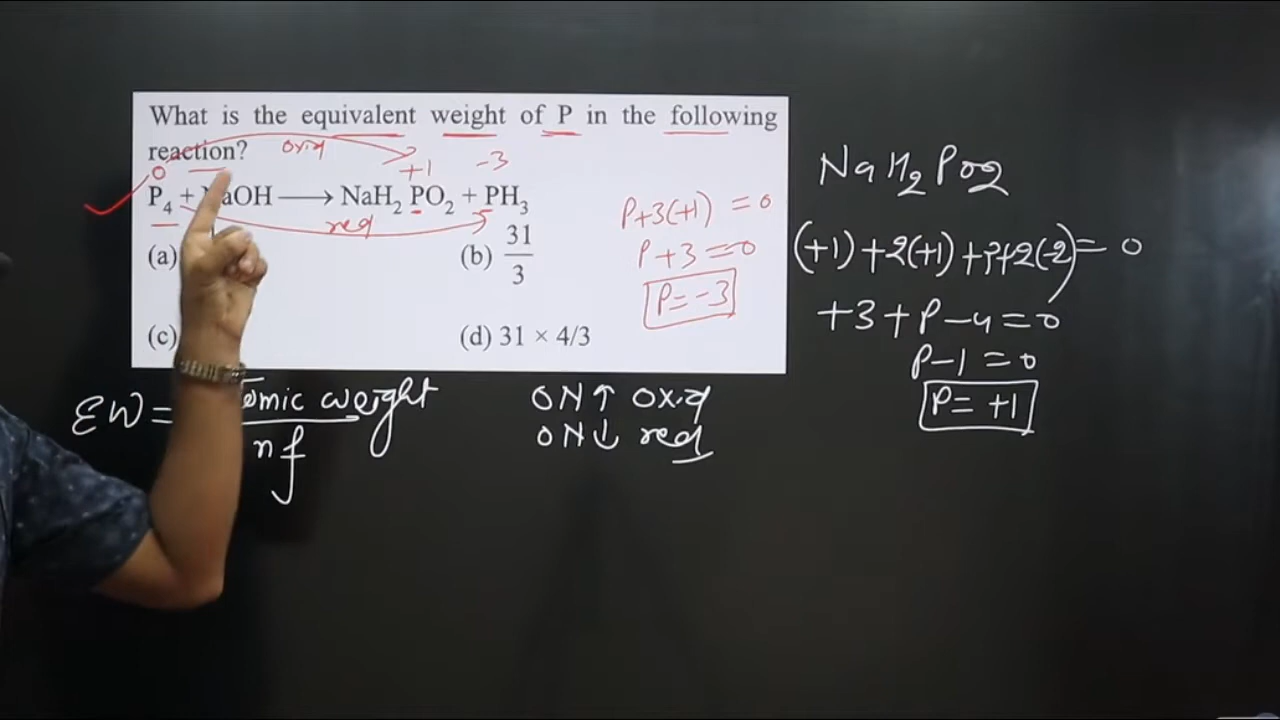 What is the equivalent weight of P in the following
reaction?
oxid
0
+1
-3
P4 + NaOH ⟶ NaH2 PO2 + PH3
red
(a)
(b) 31/3
(c)
(d) 31 × 4/3
P+3(+1) = 0
P+3=0
P=-3
NaH2PO2
(+1)+2(+1)+P+2(-2)=0
+3+P-4=0
P-1=0
P=+1
EW= weight
nf
ON↑ oxid
ON↓ red